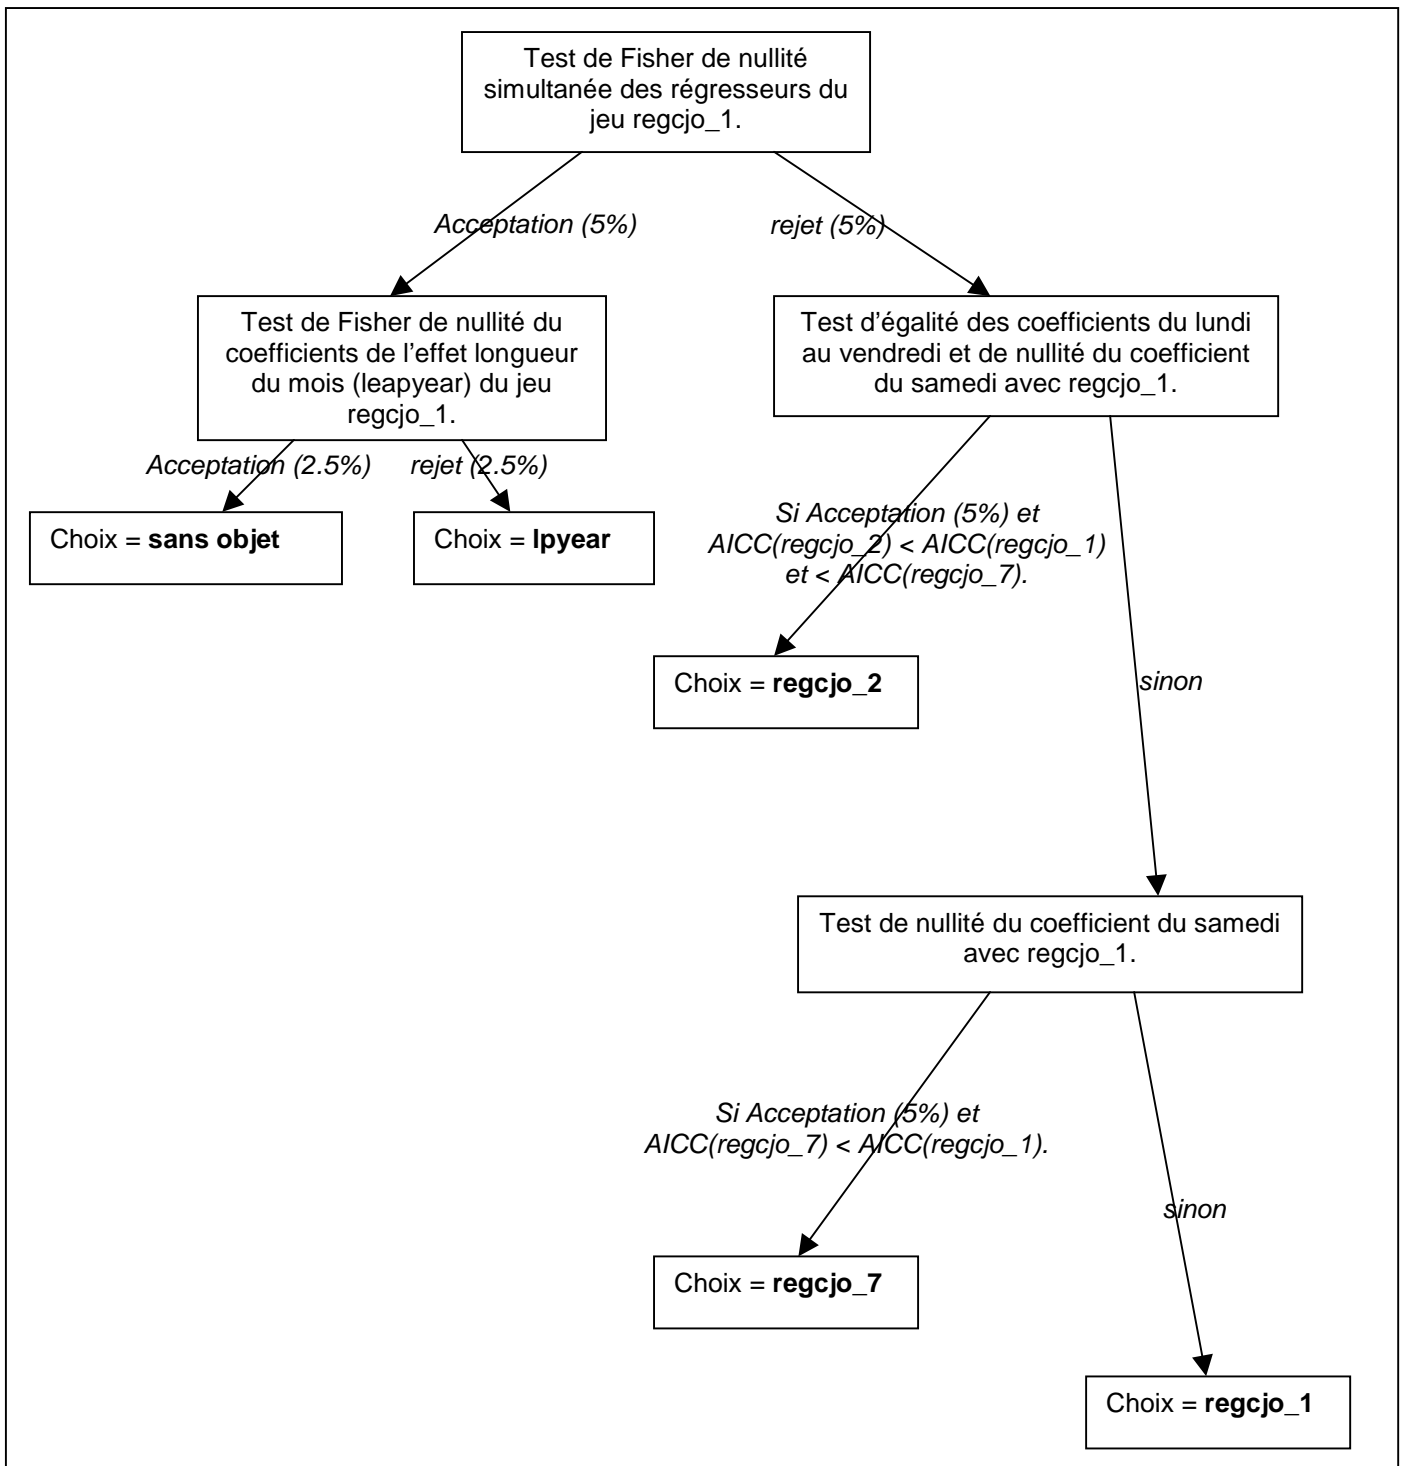 Test de Fisher de nullité
simultanée des régresseurs du
jeu regcjo_1.
Acceptation (5%)
rejet (5%)
Test de Fisher de nullité du
coefficients de l'effet longueur
du mois (leapyear) du jeu
regcjo_1.
Test d'égalité des coefficients du lundi
au vendredi et de nullité du coefficient
du samedi avec regcjo_1.
Acceptation (2.5%)
rejet (2.5%)
Choix = sans objet
Choix = lpyear
Si Acceptation (5%) et
AICC(regcjo_2) < AICC(regcjo_1)
et < AICC(regcjo_7).
Choix = regcjo_2
sinon
Test de nullité du coefficient du samedi
avec regcjo_1.
Si Acceptation (5%) et
AICC(regcjo_7) < AICC(regcjo_1).
sinon
Choix = regcjo_7
Choix = regcjo_1